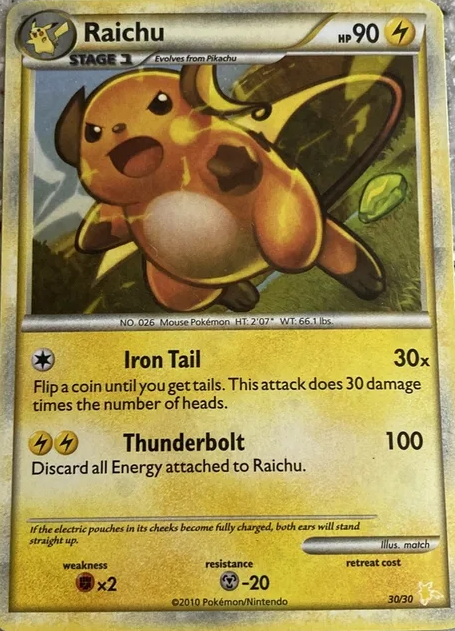 Raichu
HP 90
STAGE 1 Evolves from Pikachu
NO. 026 Mouse Pokémon HT: 2'07" WT: 66.1 lbs.
Iron Tail 30x
Flip a coin until you get tails. This attack does 30 damage
times the number of heads.
Thunderbolt 100
Discard all Energy attached to Raichu.
If the electric pouches in its cheeks become fully charged, both ears will stand
straight up.
Illus. match
weakness resistance retreat cost
x2 -20
©2010 Pokémon/Nintendo 30/30